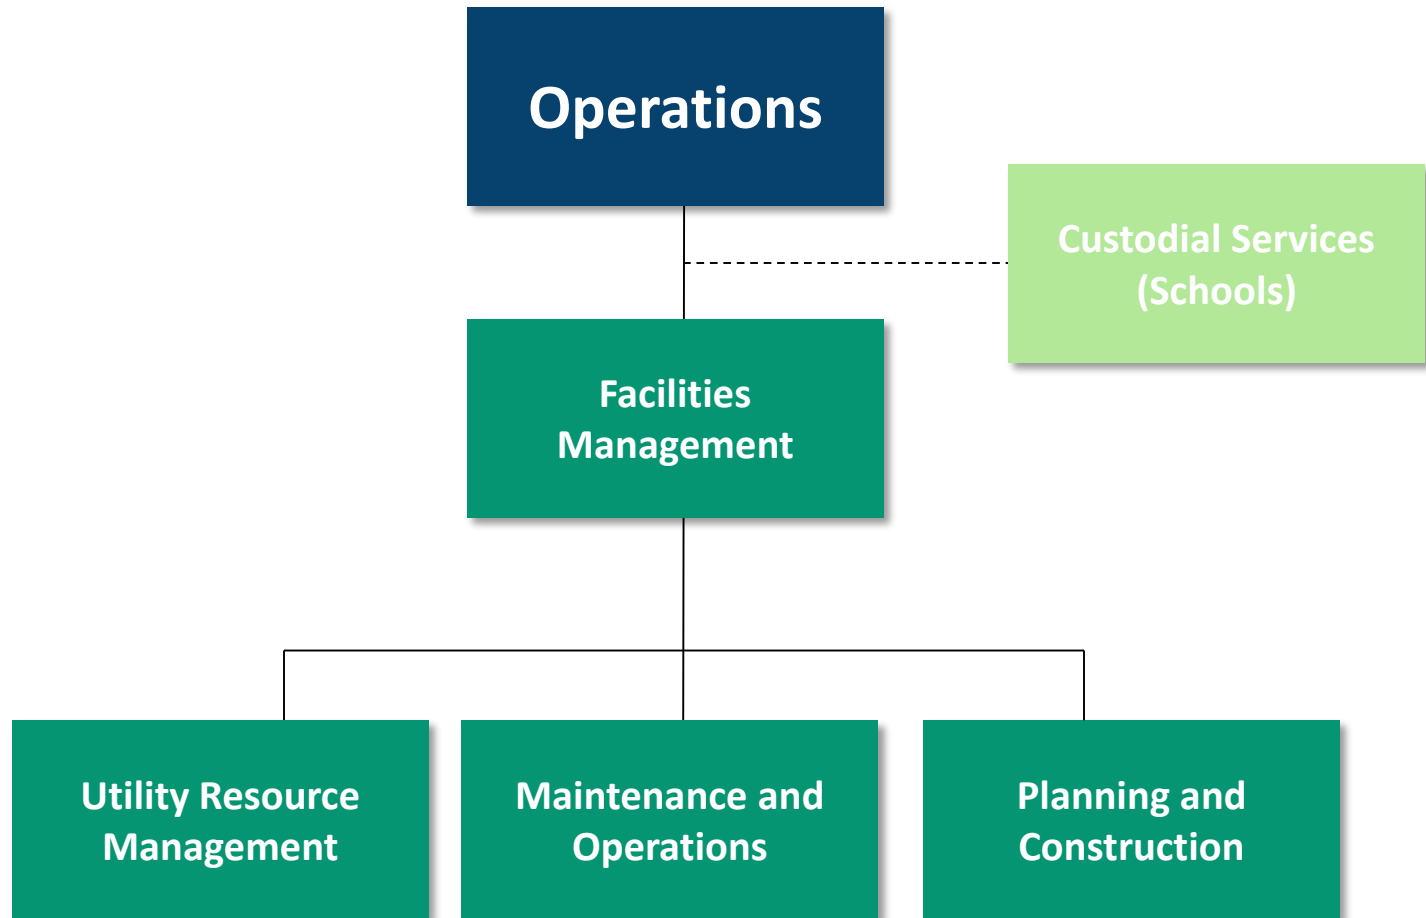 Operations
Custodial Services
(Schools)
Facilities
Management
Utility Resource
Management
Maintenance and
Operations
Planning and
Construction